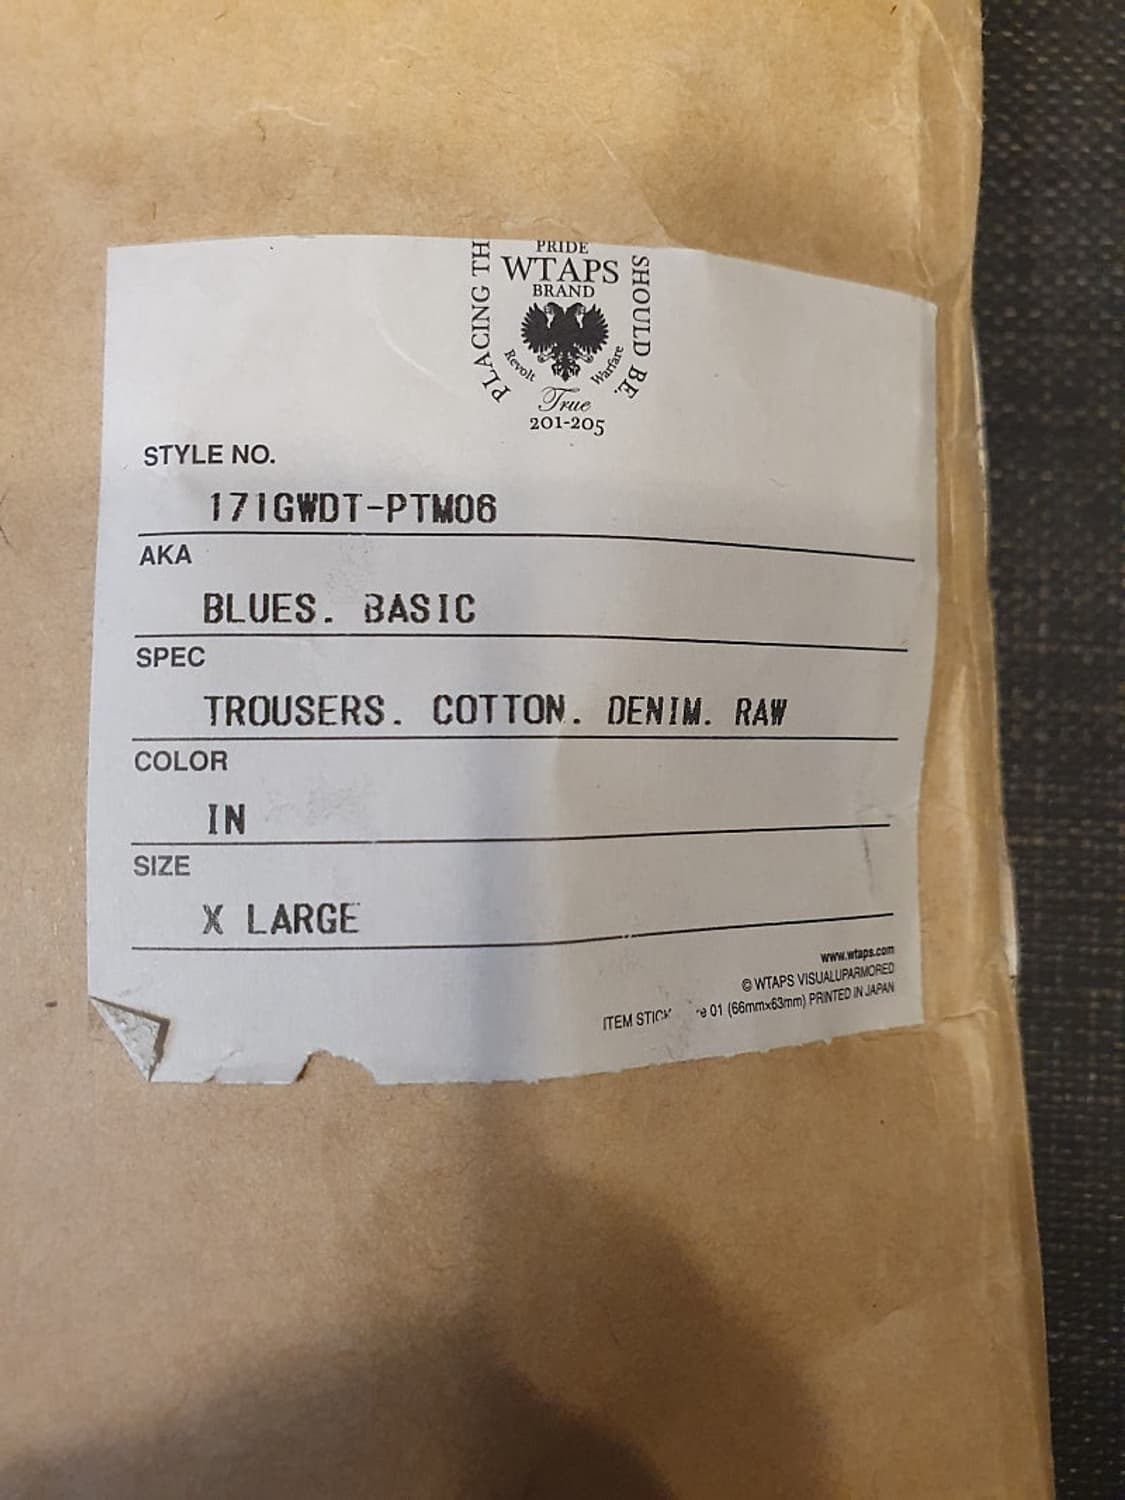 PRIDE
WTAPS
BRAND
PLACING TH
SHOULD BE.
Revolt
Warfare
True
201-205
STYLE NO.
171GWDT-PTM06
AKA
BLUES. BASIC
SPEC
TROUSERS. COTTON. DENIM. RAW
COLOR
IN
SIZE
X LARGE
www.wtaps.com
© WTAPS VISUALUPARMORED
ITEM STICK 01 (66mmx63mm) PRINTED IN JAPAN